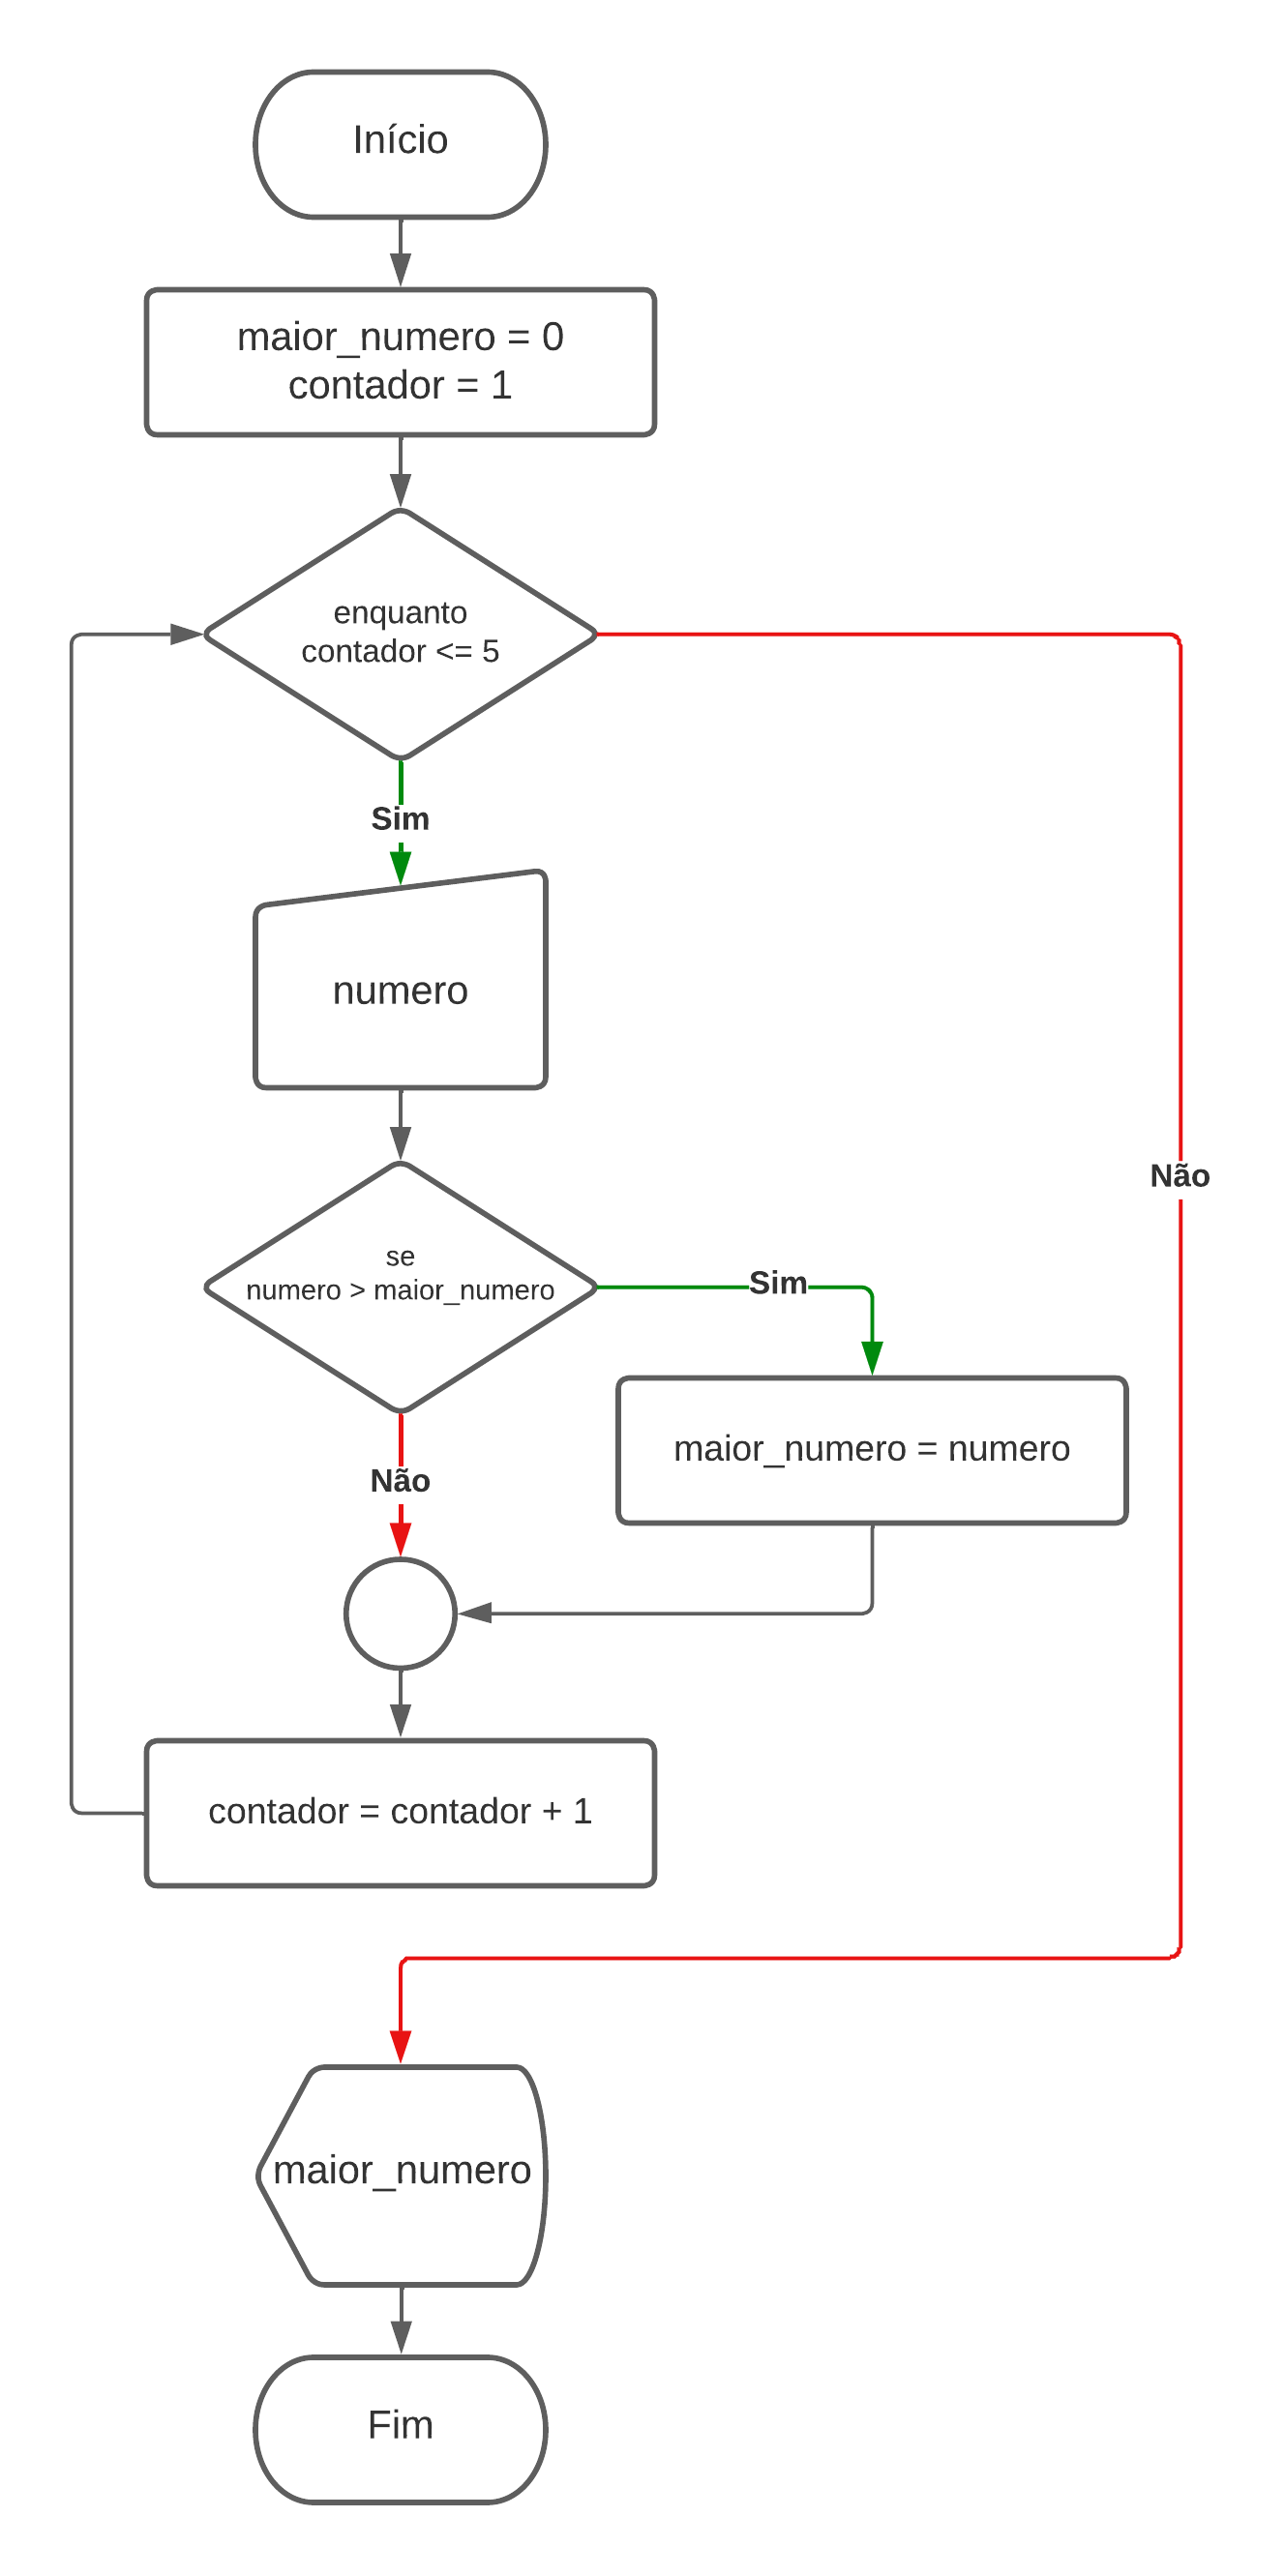 Início
maior_numero = 0
contador = 1
enquanto
contador <= 5
Sim
numero
Não
se
numero > maior_numero
Sim
maior_numero = numero
Não
contador = contador + 1
maior_numero
Fim